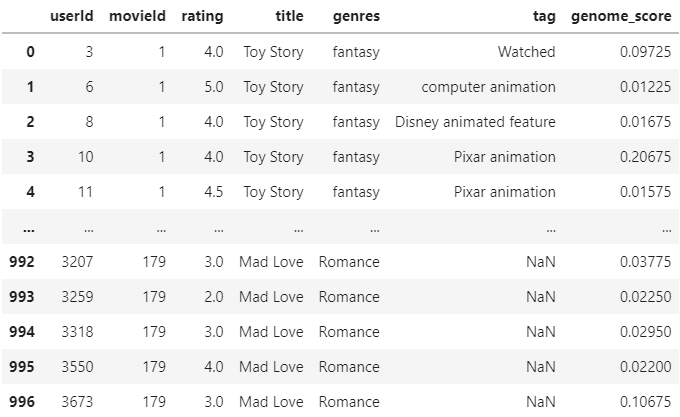 userId movieId rating title genres tag genome_score
0 3 1 4.0 Toy Story fantasy Watched 0.09725
1 6 1 5.0 Toy Story fantasy computer animation 0.01225
2 8 1 4.0 Toy Story fantasy Disney animated feature 0.01675
3 10 1 4.0 Toy Story fantasy Pixar animation 0.20675
4 11 1 4.5 Toy Story fantasy Pixar animation 0.01575
... ... ... ... ... ... ... ...
992 3207 179 3.0 Mad Love Romance NaN 0.03775
993 3259 179 2.0 Mad Love Romance NaN 0.02250
994 3318 179 3.0 Mad Love Romance NaN 0.02950
995 3550 179 4.0 Mad Love Romance NaN 0.02200
996 3673 179 3.0 Mad Love Romance NaN 0.10675